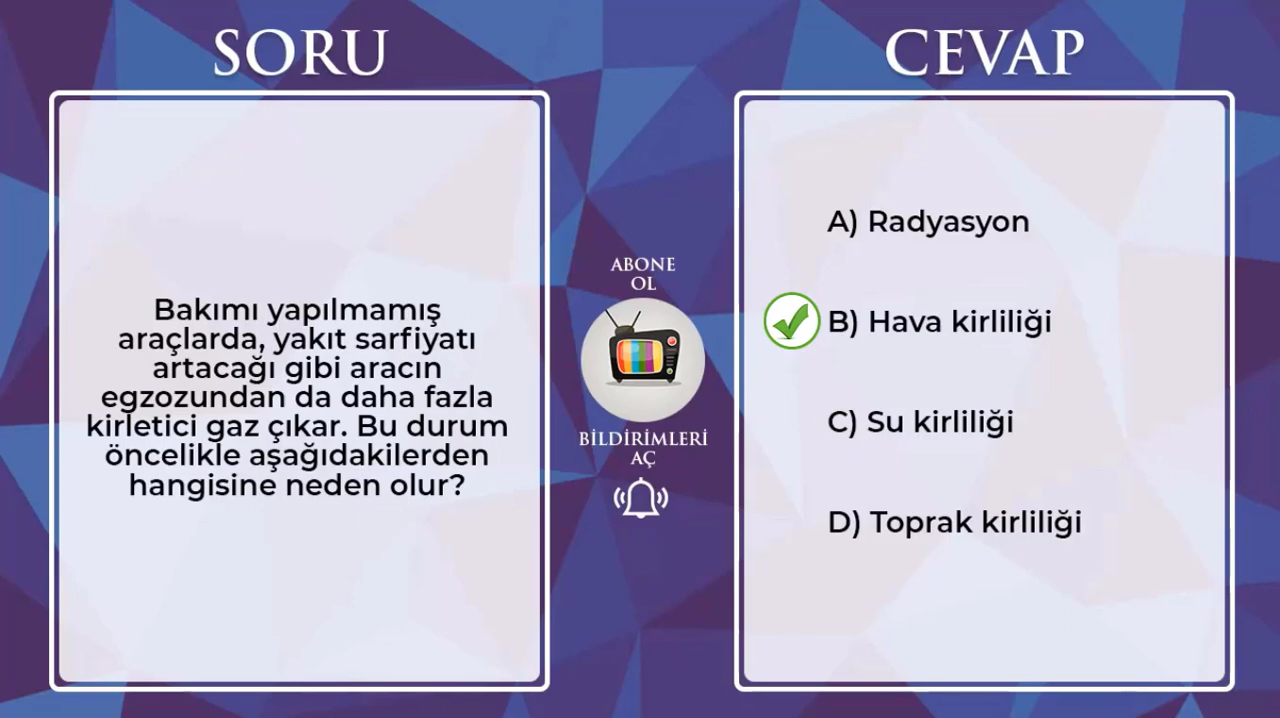 SORU
Bakımı yapılmamış
araçlarda, yakıt sarfiyatı
artacağı gibi aracın
egzozundan da daha fazla
kirletici gaz çıkar. Bu durum
öncelikle aşağıdakilerden
hangisine neden olur?
ABONE
OL
BİLDİRİMLERİ
AÇ
CEVAP
A) Radyasyon
B) Hava kirliliği
C) Su kirliliği
D) Toprak kirliliği